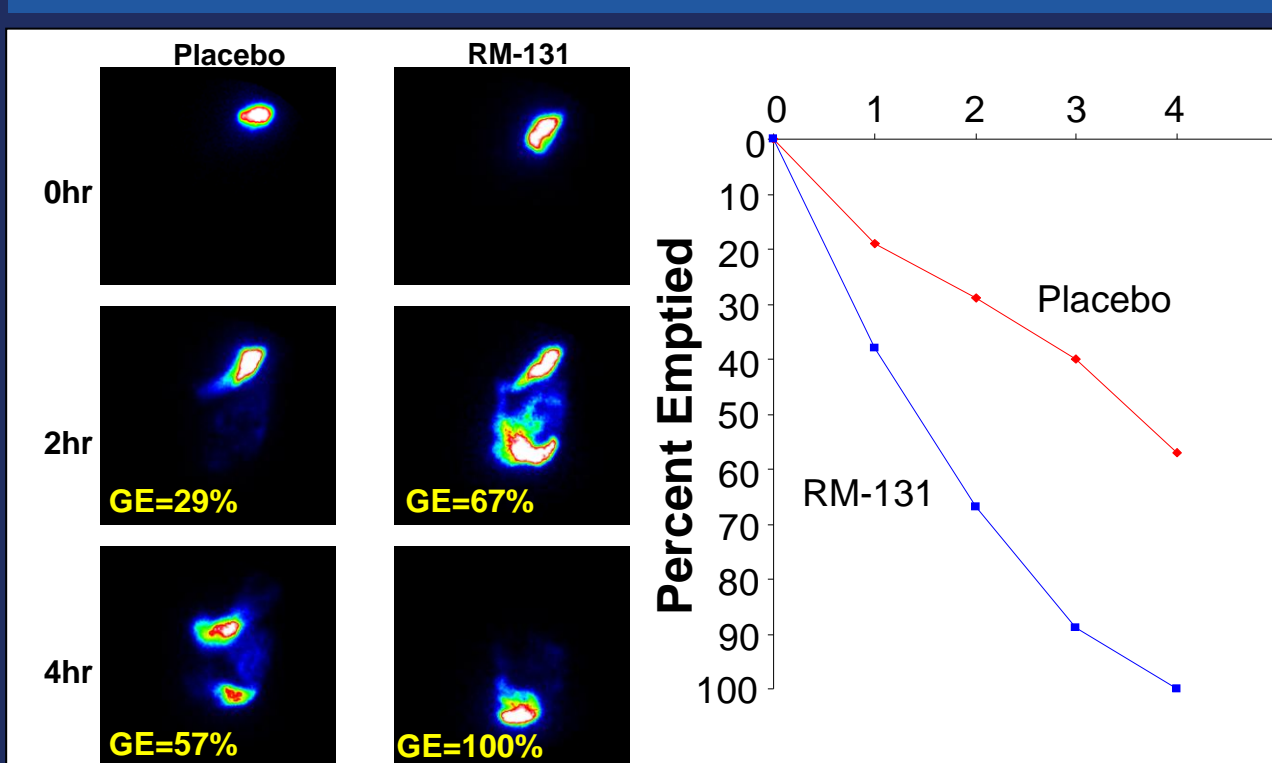 Placebo
RM-131
0hr
2hr
GE=29%
GE=67%
4hr
GE=57%
GE=100%
0 1 2 3 4
Percent Emptied
0
10
20
30
40
50
60
70
80
90
100
Placebo
RM-131